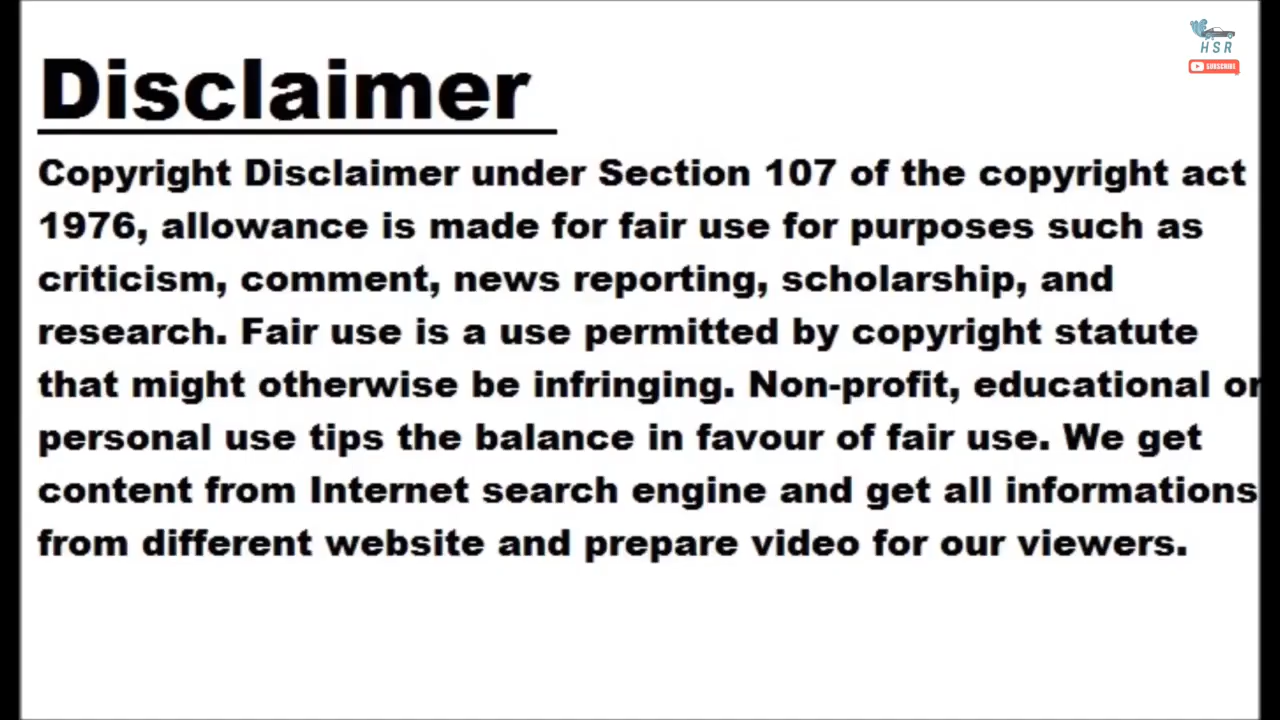 HSR
SUBSCRIBE
Disclaimer
Copyright Disclaimer under Section 107 of the copyright act
1976, allowance is made for fair use for purposes such as
criticism, comment, news reporting, scholarship, and
research. Fair use is a use permitted by copyright statute
that might otherwise be infringing. Non-profit, educational or
personal use tips the balance in favour of fair use. We get
content from Internet search engine and get all informations
from different website and prepare video for our viewers.